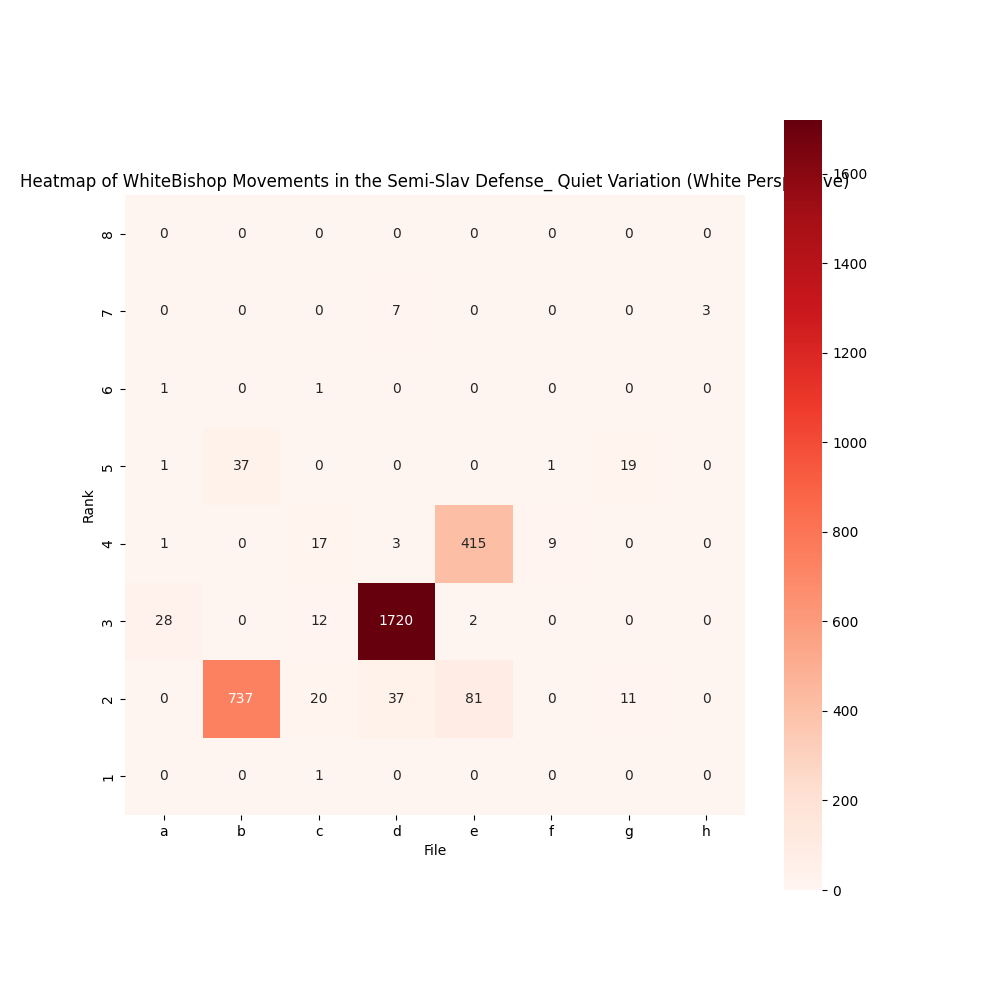 Heatmap of WhiteBishop Movements in the Semi-Slav Defense_ Quiet Variation (White Perspective)
8 0 0 0 0 0 0 0 0
7 0 0 0 7 0 0 0 3
6 1 0 1 0 0 0 0 0
5 1 37 0 0 0 1 19 0
4 1 0 17 3 415 9 0 0
3 28 0 12 1720 2 0 0 0
2 0 737 20 37 81 0 11 0
1 0 0 1 0 0 0 0 0
a b c d e f g h
File
Rank
1600
1400
1200
1000
800
600
400
200
0